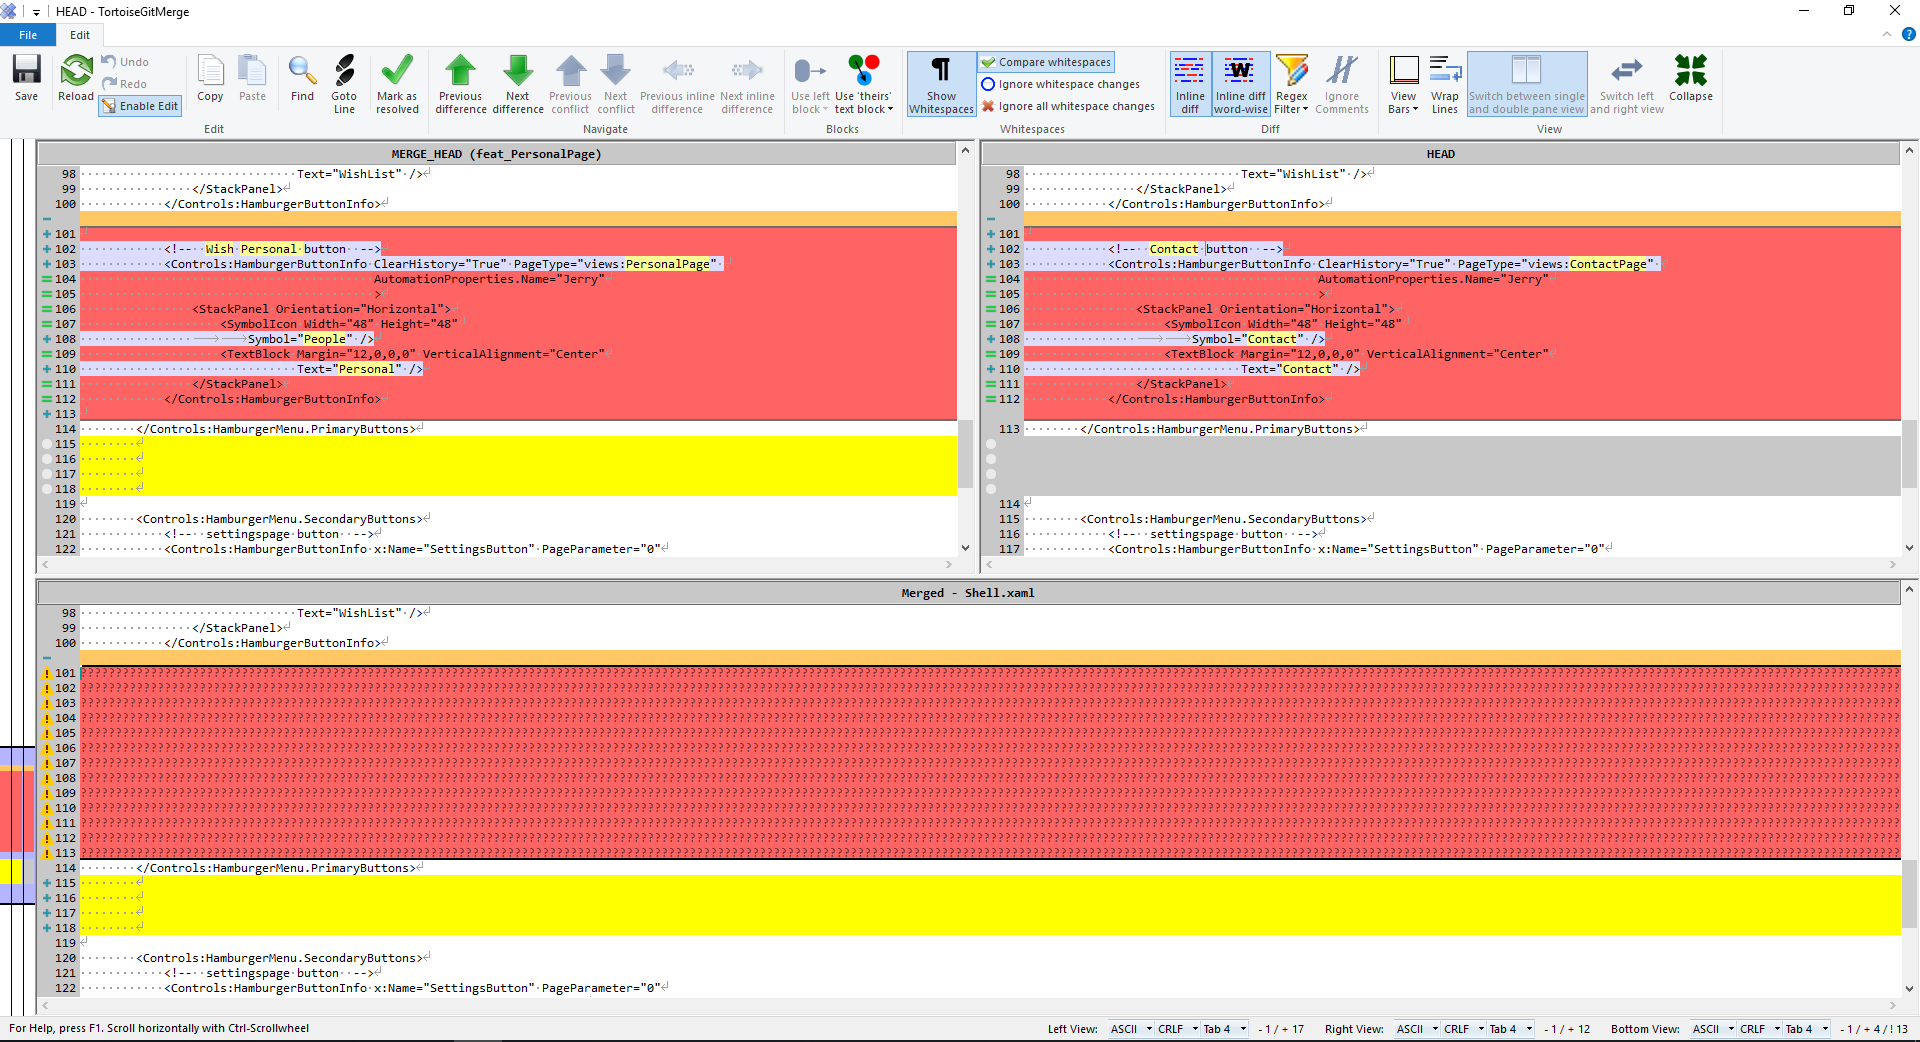 HEAD - TortoiseGitMerge
File
Edit
Save
Reload
Undo
Redo
Enable Edit
Copy
Paste
Find
Goto Line
Mark as resolved
Previous difference
Next difference
Previous conflict
Next conflict
Previous inline difference
Next inline difference
Use left block
Use 'theirs' text block
Show Whitespaces
Compare whitespaces
Ignore whitespace changes
Ignore all whitespace changes
Inline diff
Inline diff word-wise
Regex Filter
Ignore Comments
View Bars
Wrap Lines
Switch between single and double pane view
Switch left and right view
Collapse
Edit
Navigate
Blocks
Whitespaces
Diff
View
MERGE_HEAD (feat_PersonalPage)
98 Text="WishList" />
99 </StackPanel>
100 </Controls:HamburgerButtonInfo>
101
102 <!-- Wish Personal button -->
103 <Controls:HamburgerButtonInfo ClearHistory="True" PageType="views:PersonalPage"
104 AutomationProperties.Name="Jerry"
105 >
106 <StackPanel Orientation="Horizontal">
107 <SymbolIcon Width="48" Height="48"
108 Symbol="People" />
109 <TextBlock Margin="12,0,0,0" VerticalAlignment="Center"
110 Text="Personal" />
111 </StackPanel>
112 </Controls:HamburgerButtonInfo>
113
114 </Controls:HamburgerMenu.PrimaryButtons>
115
116
117
118
119
120 <Controls:HamburgerMenu.SecondaryButtons>
121 <!-- settingspage button -->
122 <Controls:HamburgerButtonInfo x:Name="SettingsButton" PageParameter="0"
HEAD
98 Text="WishList" />
99 </StackPanel>
100 </Controls:HamburgerButtonInfo>
101
102 <!-- Contact button -->
103 <Controls:HamburgerButtonInfo ClearHistory="True" PageType="views:ContactPage"
104 AutomationProperties.Name="Jerry"
105 >
106 <StackPanel Orientation="Horizontal">
107 <SymbolIcon Width="48" Height="48"
108 Symbol="Contact" />
109 <TextBlock Margin="12,0,0,0" VerticalAlignment="Center"
110 Text="Contact" />
111 </StackPanel>
112 </Controls:HamburgerButtonInfo>
113 </Controls:HamburgerMenu.PrimaryButtons>
114
115 <Controls:HamburgerMenu.SecondaryButtons>
116 <!-- settingspage button -->
117 <Controls:HamburgerButtonInfo x:Name="SettingsButton" PageParameter="0"
Merged - Shell.xaml
98 Text="WishList" />
99 </StackPanel>
100 </Controls:HamburgerButtonInfo>
101
102
103
104
105
106
107
108
109
110
111
112
113
114 </Controls:HamburgerMenu.PrimaryButtons>
115
116
117
118
119
120 <Controls:HamburgerMenu.SecondaryButtons>
121 <!-- settingspage button -->
122 <Controls:HamburgerButtonInfo x:Name="SettingsButton" PageParameter="0"
For Help, press F1. Scroll horizontally with Ctrl-Scrollwheel
Left View: ASCII CRLF Tab 4 - 1 / + 17 Right View: ASCII CRLF Tab 4 - 1 / + 12 Bottom View: ASCII CRLF Tab 4 - 1 / + 4 / ! 13